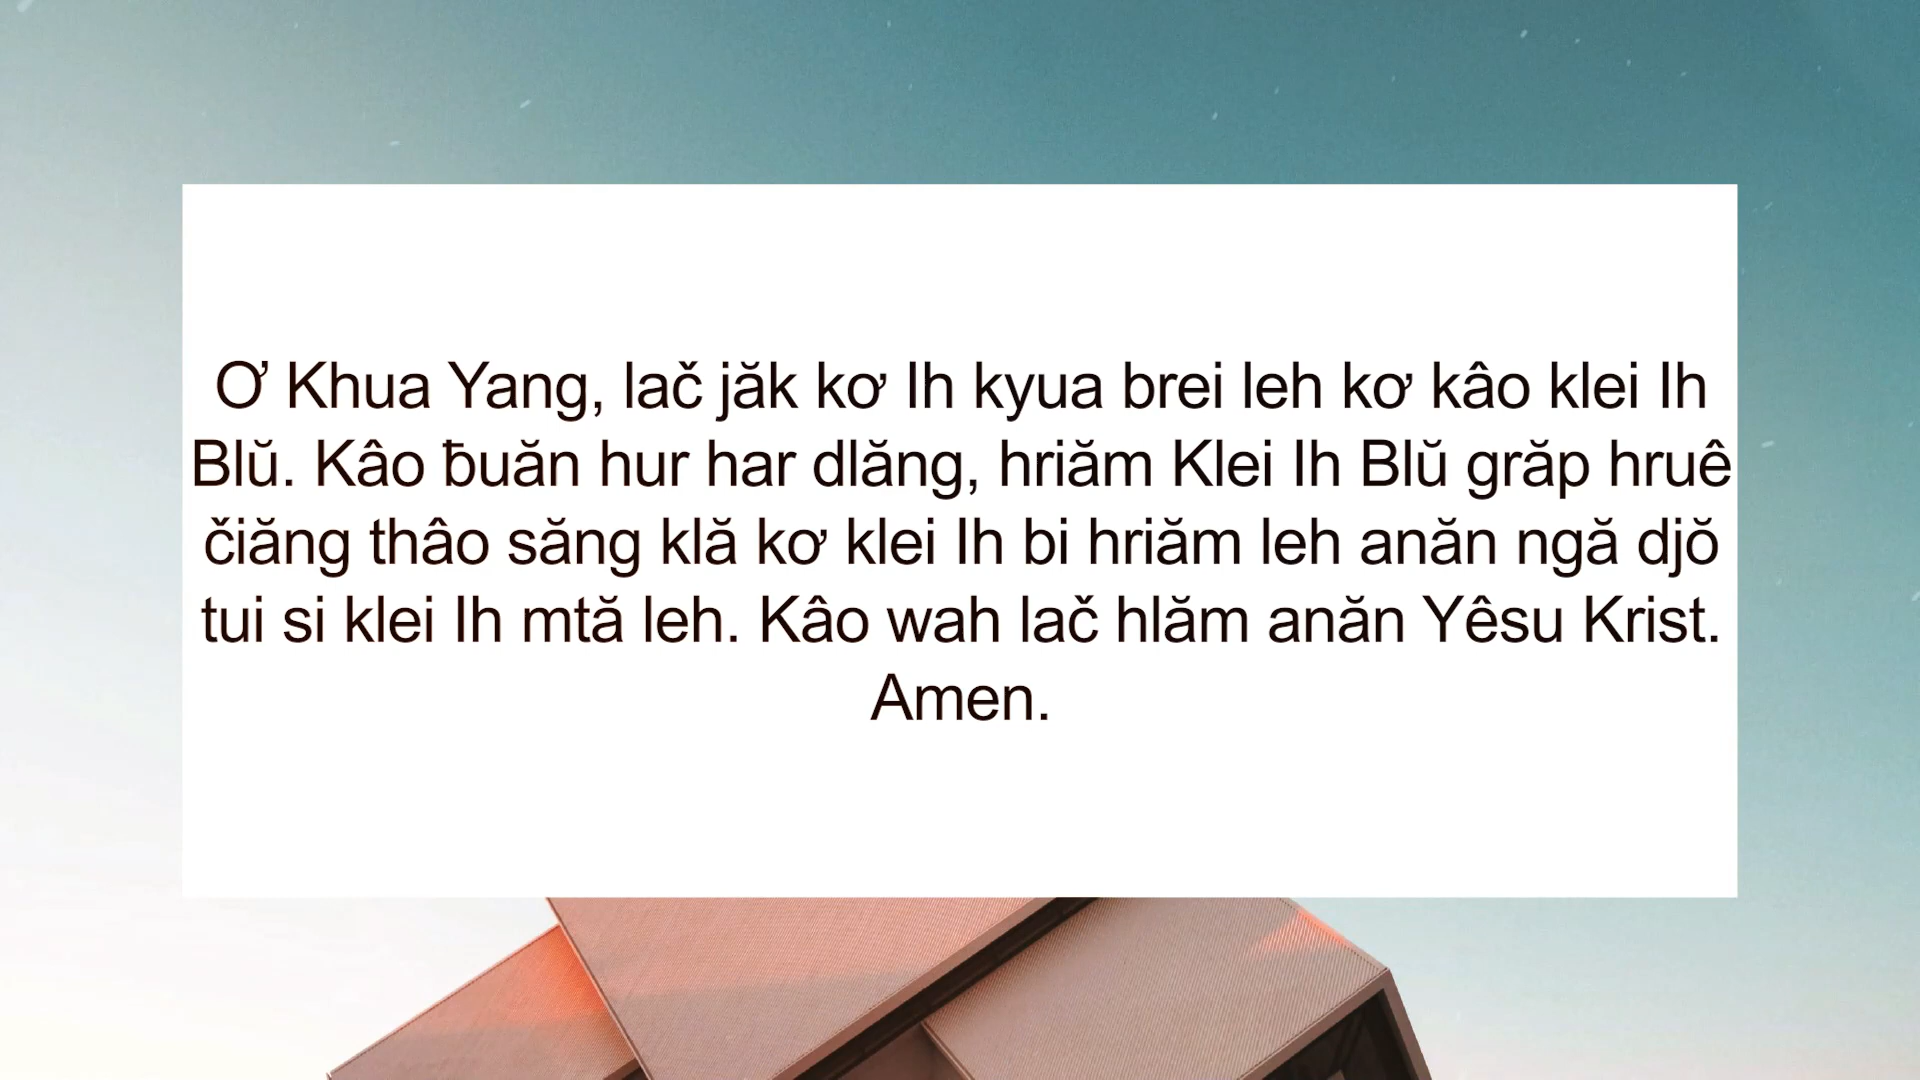 Ơ Khua Yang, lač jăk kơ Ih kyua brei leh kơ kâo klei Ih
Blŭ. Kâo ƀuăn hur har dlăng, hriăm Klei Ih Blŭ grăp hruê
čiăng thâo săng klă kơ klei Ih bi hriăm leh anăn ngă djŏ
tui si klei Ih mtă leh. Kâo wah lač hlăm anăn Yêsu Krist.
Amen.